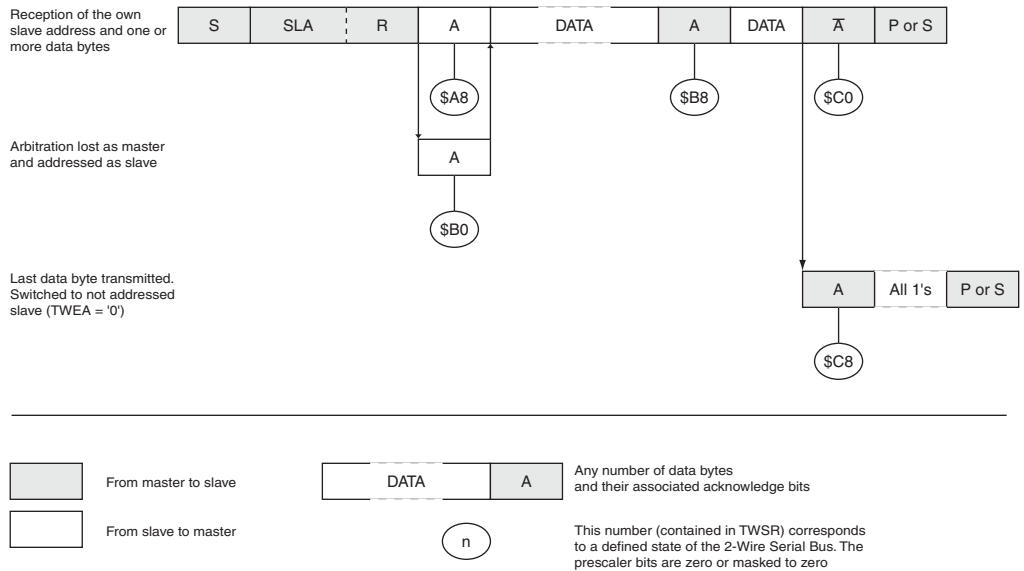 Reception of the own
slave address and one or
more data bytes
S SLA R A DATA A DATA A̅ P or S
$A8 $B8 $C0
Arbitration lost as master
and addressed as slave
A
$B0
Last data byte transmitted.
Switched to not addressed
slave (TWEA = '0')
A All 1's P or S
$C8
From master to slave
From slave to master
DATA A
Any number of data bytes
and their associated acknowledge bits
n
This number (contained in TWSR) corresponds
to a defined state of the 2-Wire Serial Bus. The
prescaler bits are zero or masked to zero